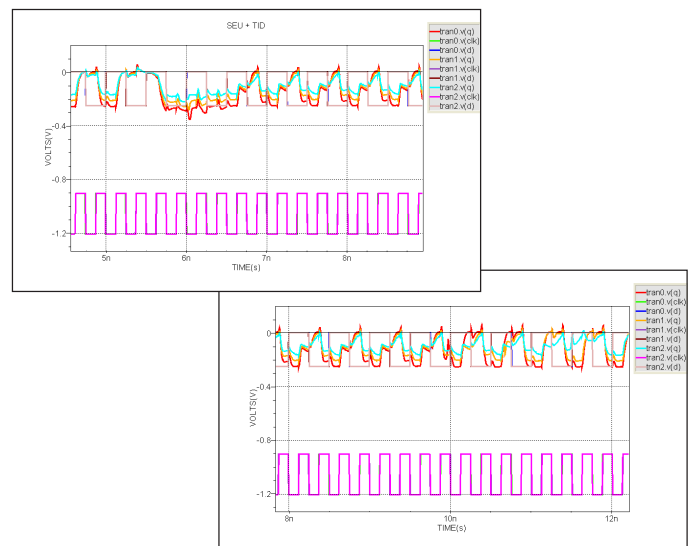 SEU + TID
tran0.v(q)
tran0.v(clk)
tran0.v(d)
tran1.v(q)
tran1.v(clk)
tran1.v(d)
tran2.v(q)
tran2.v(clk)
tran2.v(d)
0
-0.4
-0.8
-1.2
VOLTS(V)
5n 6n 7n 8n
TIME(s)
tran0.v(q)
tran0.v(clk)
tran0.v(d)
tran1.v(q)
tran1.v(clk)
tran1.v(d)
tran2.v(q)
tran2.v(clk)
tran2.v(d)
0
-0.4
-0.8
-1.2
VOLTS(V)
8n 10n 12n
TIME(s)